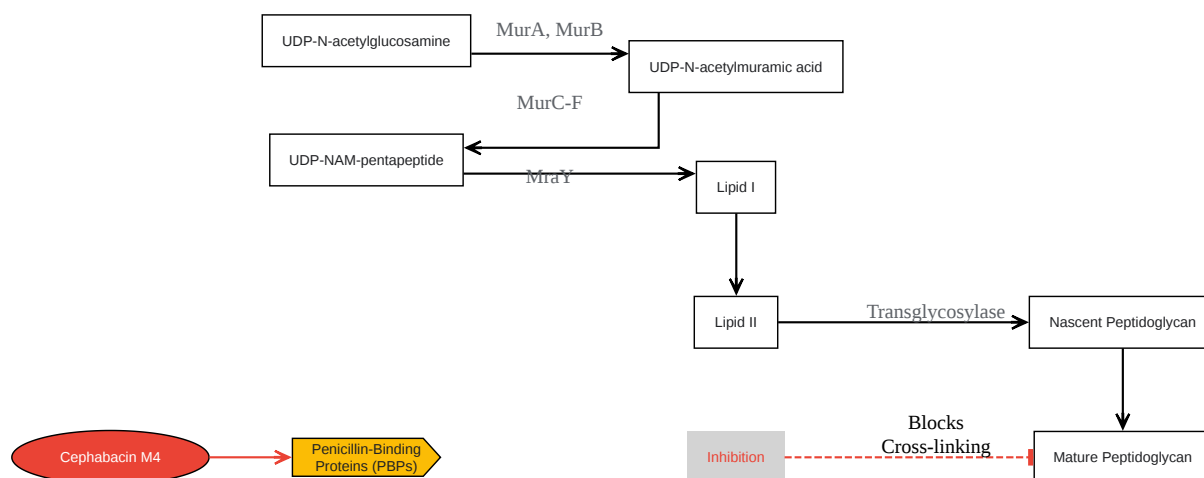 UDP-N-acetylglucosamine
MurA, MurB
UDP-N-acetylmuramic acid
MurC-F
UDP-NAM-pentapeptide
MraY
Lipid I
Lipid II
Transglycosylase
Nascent Peptidoglycan
Cephabacin M4
Penicillin-Binding
Proteins (PBPs)
Inhibition
Blocks
Cross-linking
Mature Peptidoglycan